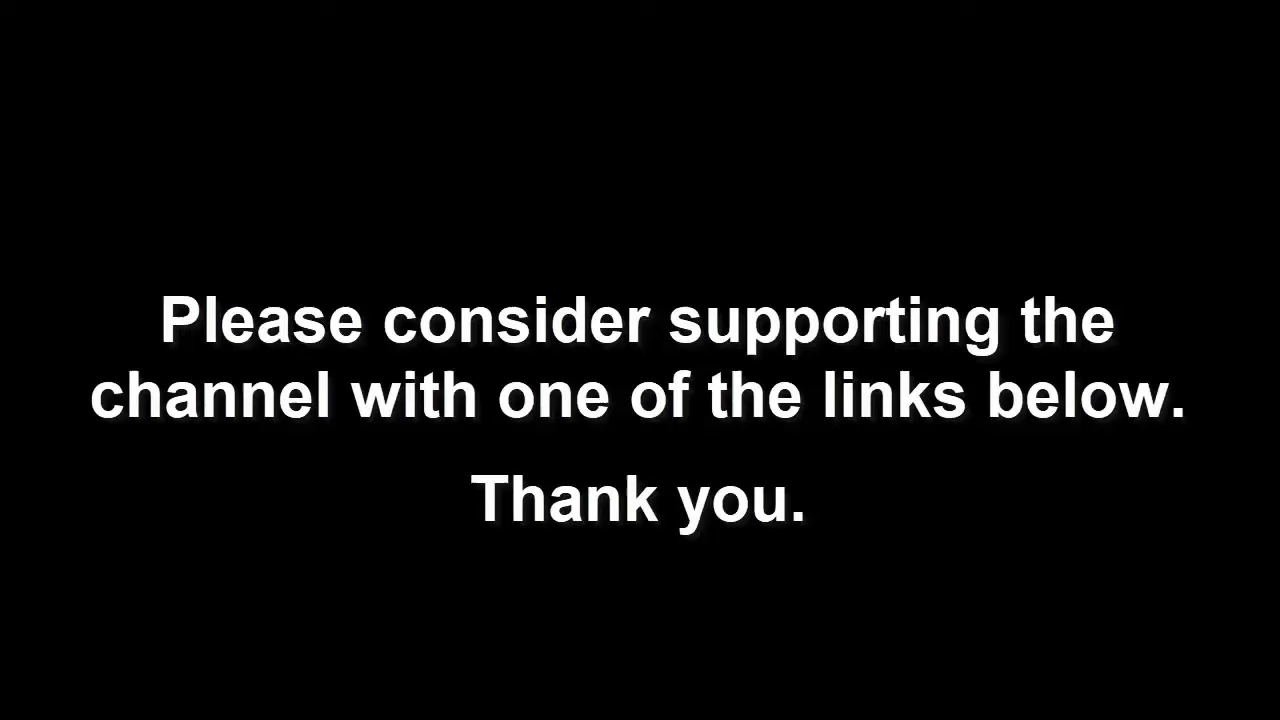 Please consider supporting the
channel with one of the links below.
Thank you.